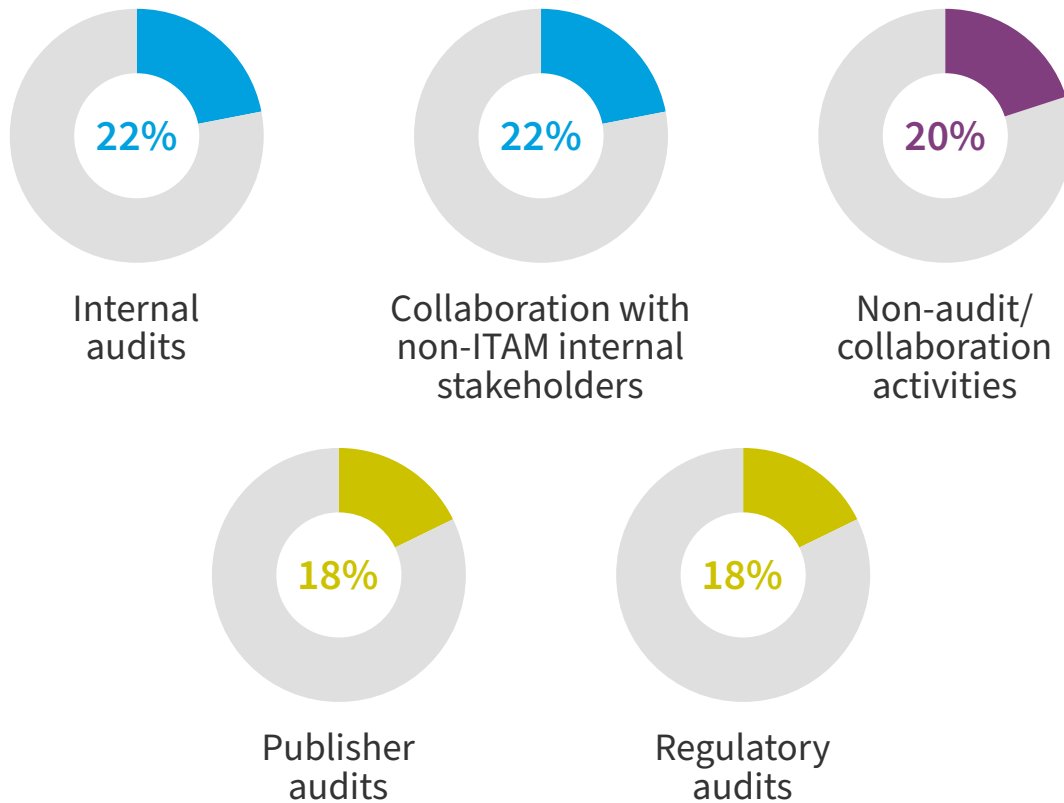 22%
22%
20%
Internal
audits
Collaboration with
non-ITAM internal
stakeholders
Non-audit/
collaboration
activities
18%
18%
Publisher
audits
Regulatory
audits